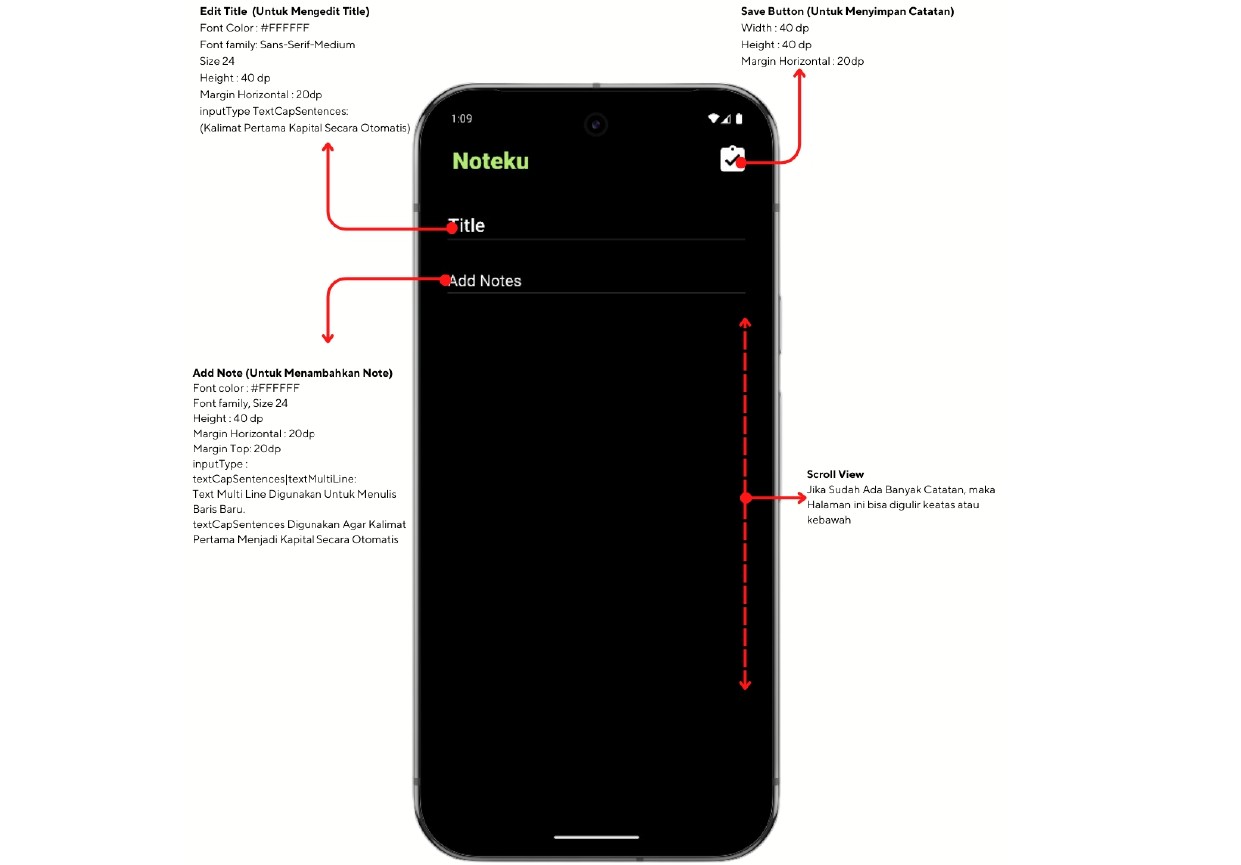 Edit Title (Untuk Mengedit Title)
Font Color : #FFFFFF
Font family: Sans-Serif-Medium
Size 24
Height : 40 dp
Margin Horizontal : 20dp
inputType TextCapSentences:
(Kalimat Pertama Kapital Secara Otomatis)
Save Button (Untuk Menyimpan Catatan)
Width : 40 dp
Height : 40 dp
Margin Horizontal : 20dp
1:09
Noteku
Title
Add Notes
Add Note (Untuk Menambahkan Note)
Font color : #FFFFFF
Font family, Size 24
Height : 40 dp
Margin Horizontal : 20dp
Margin Top: 20dp
inputType :
textCapSentences|textMultiLine:
Text Multi Line Digunakan Untuk Menulis
Baris Baru.
textCapSentences Digunakan Agar Kalimat
Pertama Menjadi Kapital Secara Otomatis
Scroll View
Jika Sudah Ada Banyak Catatan, maka
Halaman ini bisa digulir keatas atau
kebawah